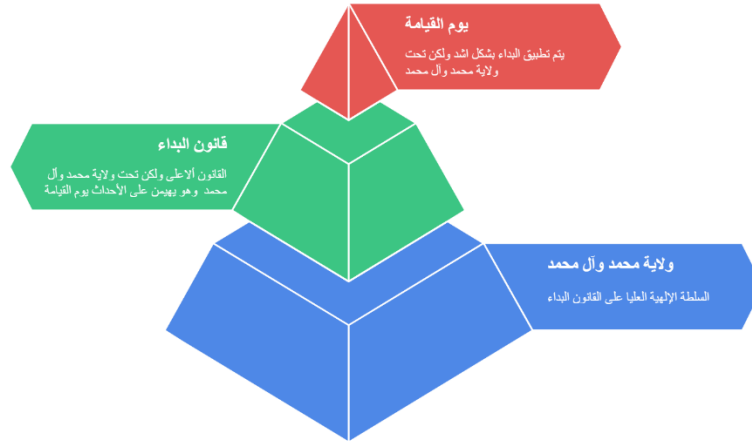 يوم القيامة
يتم تطبيق البداء بشكل اشد ولكن تحت
ولاية محمد وآل محمد
قانون البداء
القانون ألاعلى ولكن تحت ولاية محمد وآل
محمد وهو يهيمن على الأحداث يوم القيامة
ولاية محمد وآل محمد
السلطة الإلهية العليا على القانون البداء